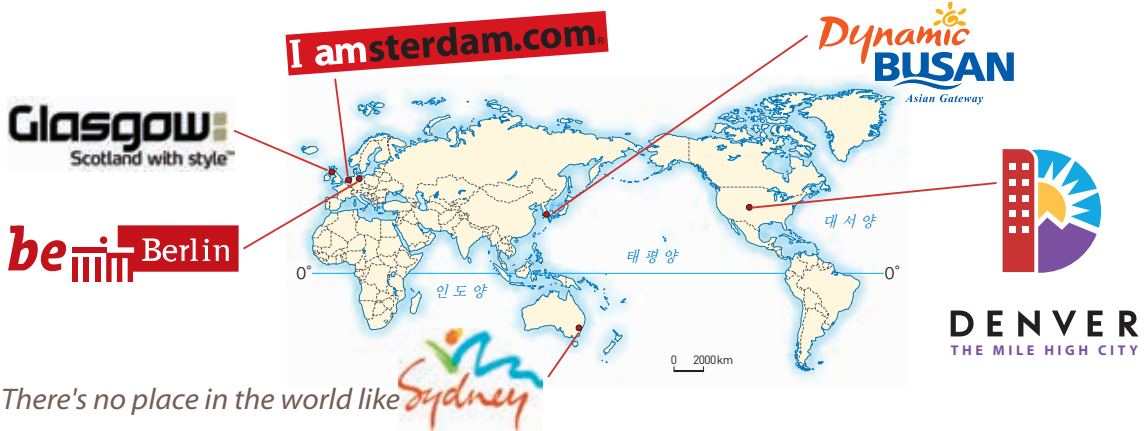 I amsterdam.com®
Dynamic
BUSAN
Asian Gateway
Glasgow:
Scotland with style™
be Berlin
대서양
태평양
0°
0°
인도양
DENVER
THE MILE HIGH CITY
0 2000km
There's no place in the world like Sydney